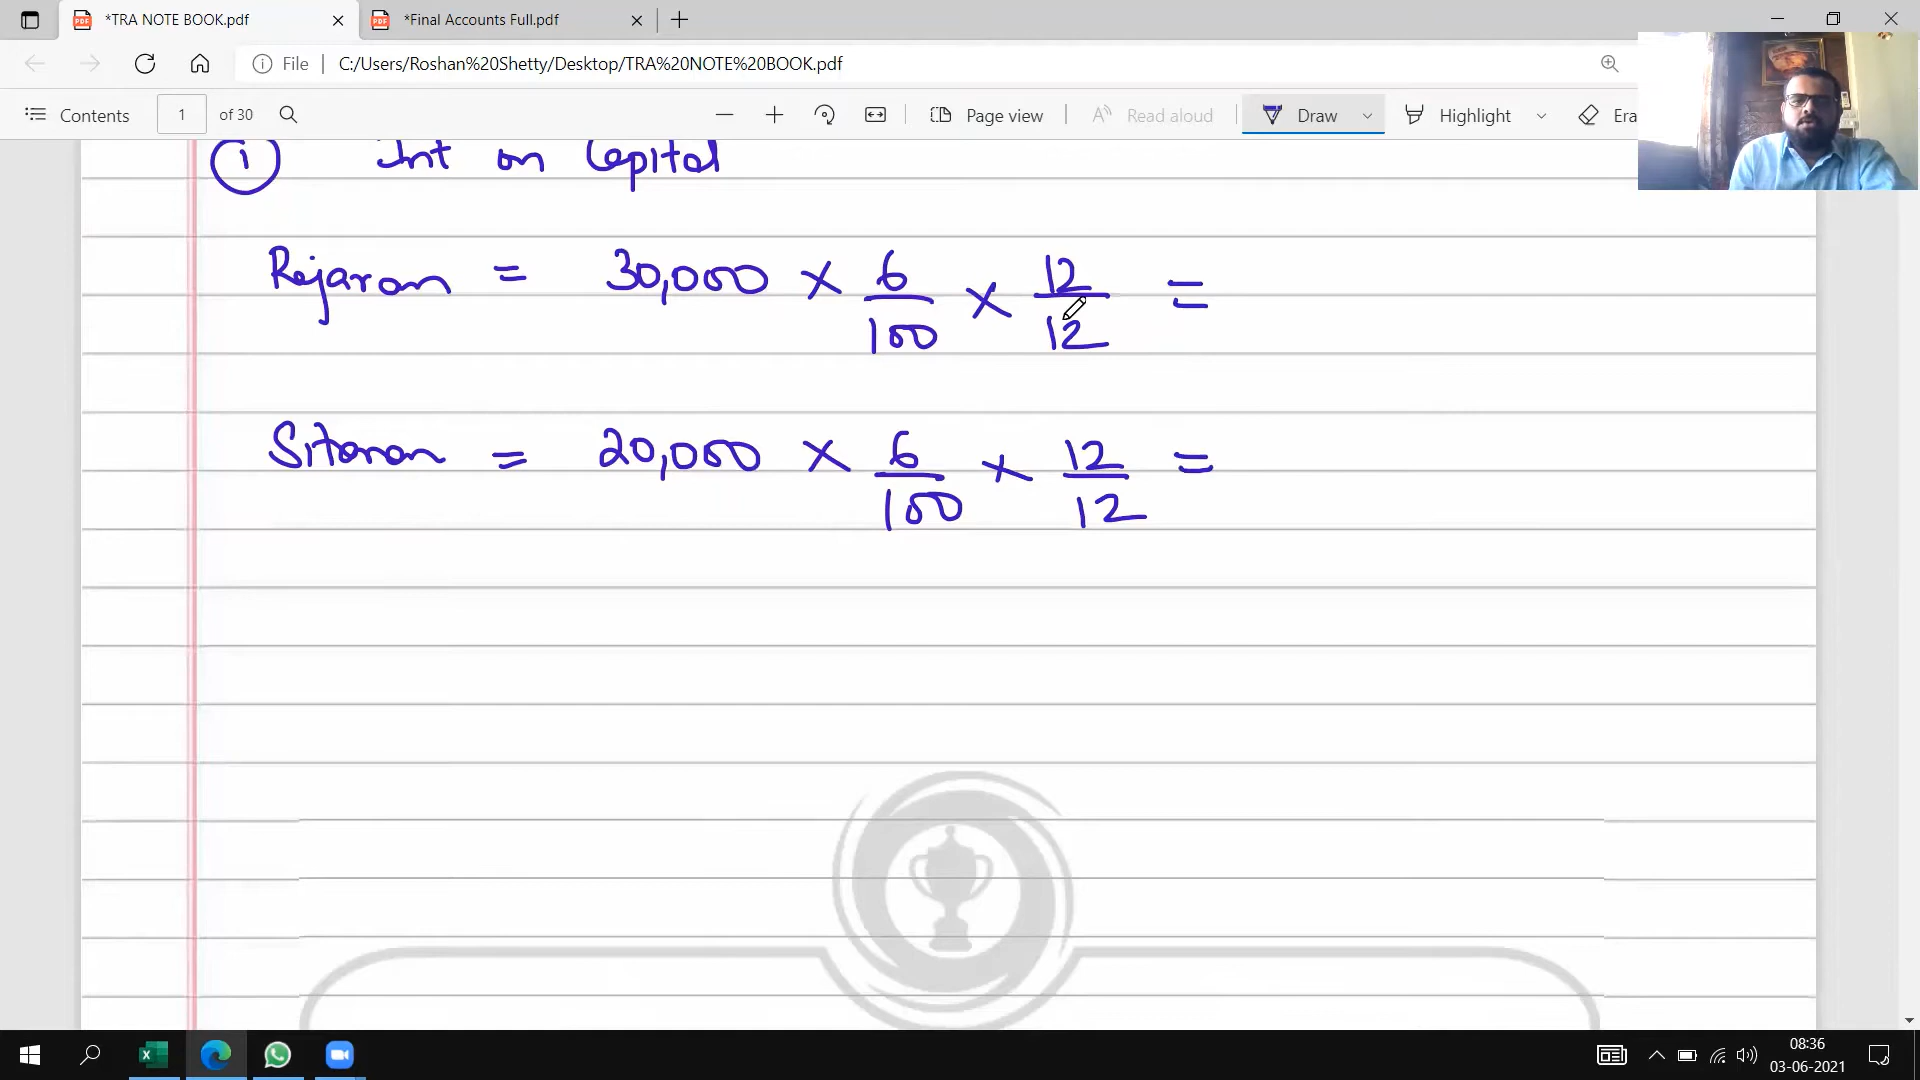 *TRA NOTE BOOK.pdf
*Final Accounts Full.pdf
File | C:/Users/Roshan%20Shetty/Desktop/TRA%20NOTE%20BOOK.pdf
Contents 1 of 30 Page view Read aloud Draw Highlight Era
i Int on Capital
Rajaram = 30,000 × 6/100 × 12/12 =
Sitaram = 20,000 × 6/100 × 12/12 =
08:36
03-06-2021